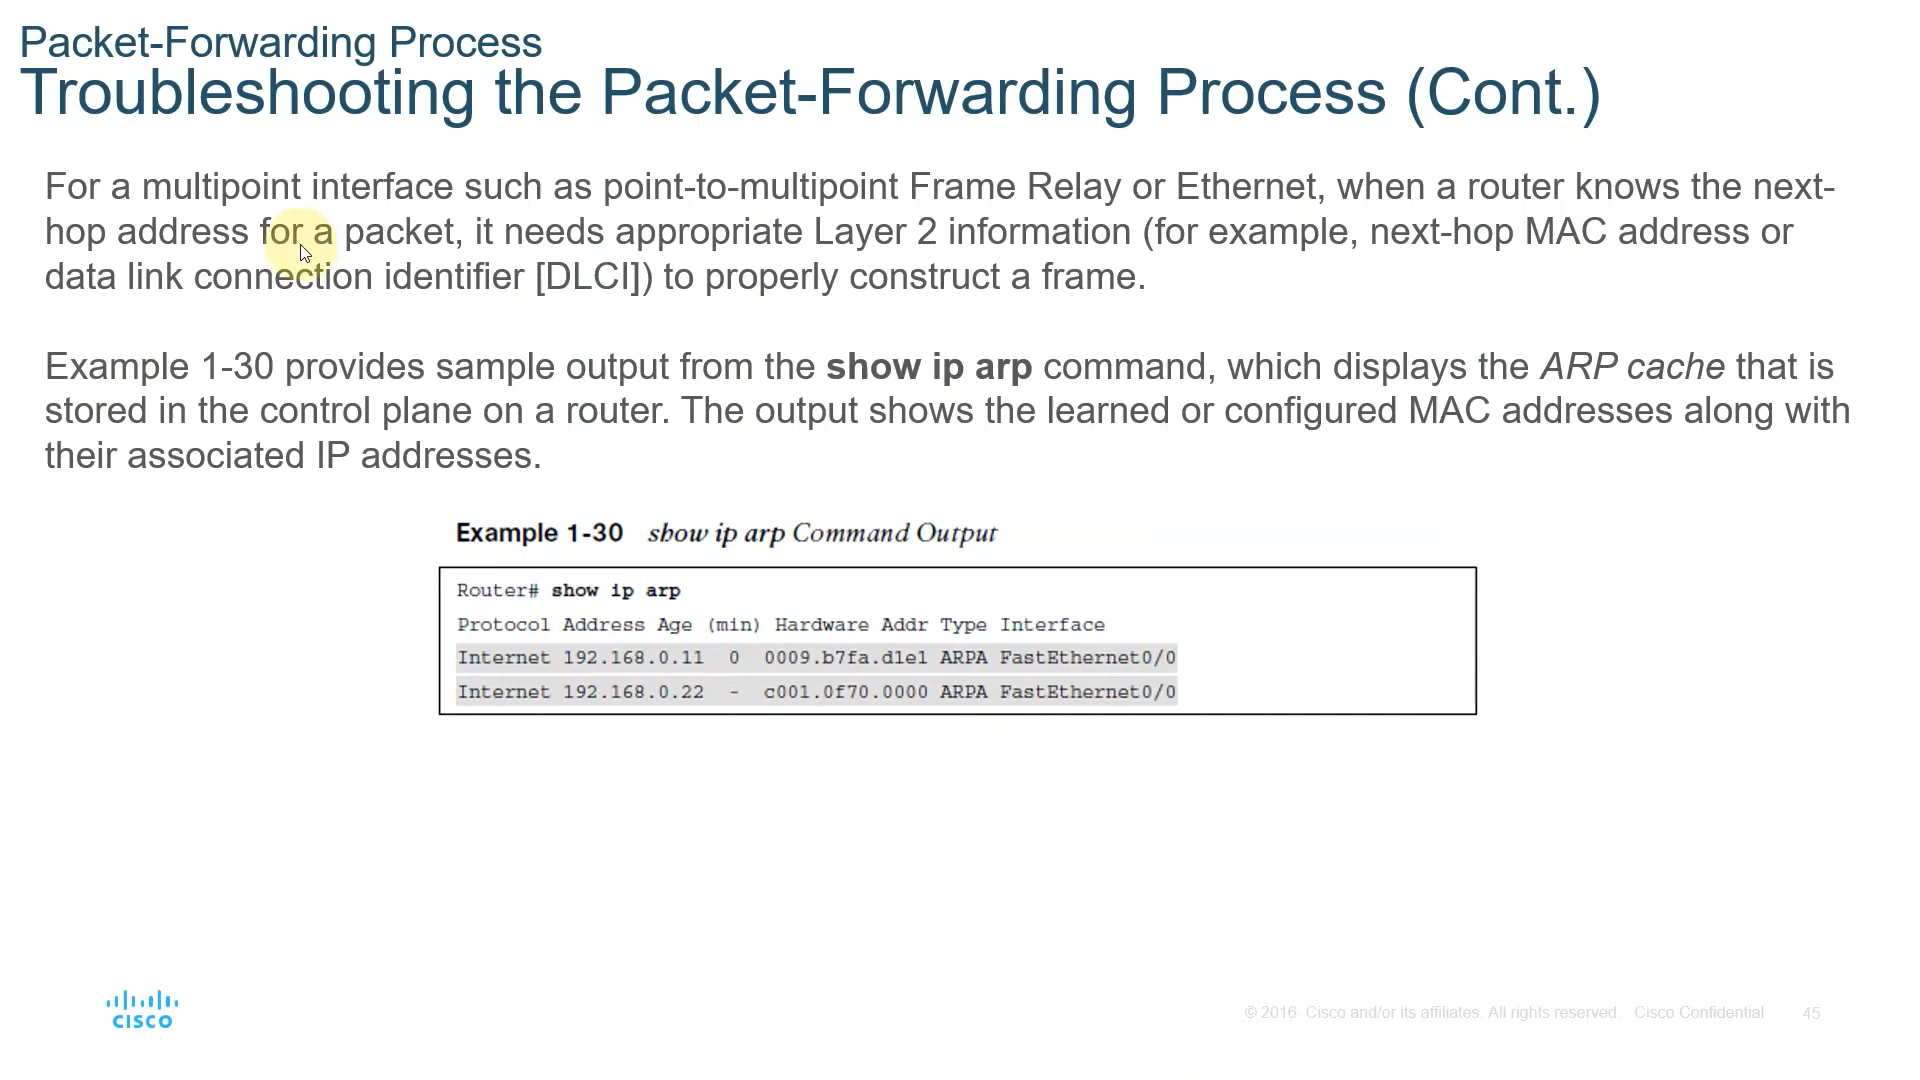 Packet-Forwarding Process
Troubleshooting the Packet-Forwarding Process (Cont.)
For a multipoint interface such as point-to-multipoint Frame Relay or Ethernet, when a router knows the next-
hop address for a packet, it needs appropriate Layer 2 information (for example, next-hop MAC address or
data link connection identifier [DLCI]) to properly construct a frame.
Example 1-30 provides sample output from the show ip arp command, which displays the ARP cache that is
stored in the control plane on a router. The output shows the learned or configured MAC addresses along with
their associated IP addresses.
Example 1-30 show ip arp Command Output
Router# show ip arp
Protocol Address Age (min) Hardware Addr Type Interface
Internet 192.168.0.11 0 0009.b7fa.d1e1 ARPA FastEthernet0/0
Internet 192.168.0.22 - c001.0f70.0000 ARPA FastEthernet0/0
CISCO
© 2016 Cisco and/or its affiliates. All rights reserved. Cisco Confidential 45